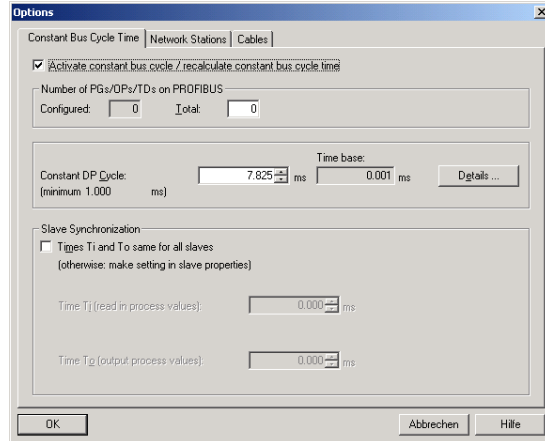 Options
Constant Bus Cycle Time Network Stations Cables
Activate constant bus cycle / recalculate constant bus cycle time
Number of PGs/OPs/TDs on PROFIBUS
Configured: 0 Total: 0
Time base:
Constant DP Cycle: 7.825 ms 0.001 ms Details ...
(minimum 1.000 ms)
Slave Synchronization
Times Ti and To same for all slaves
(otherwise: make setting in slave properties)
Time Ti (read in process values): 0.000 ms
Time To (output process values): 0.000 ms
OK Abbrechen Hilfe